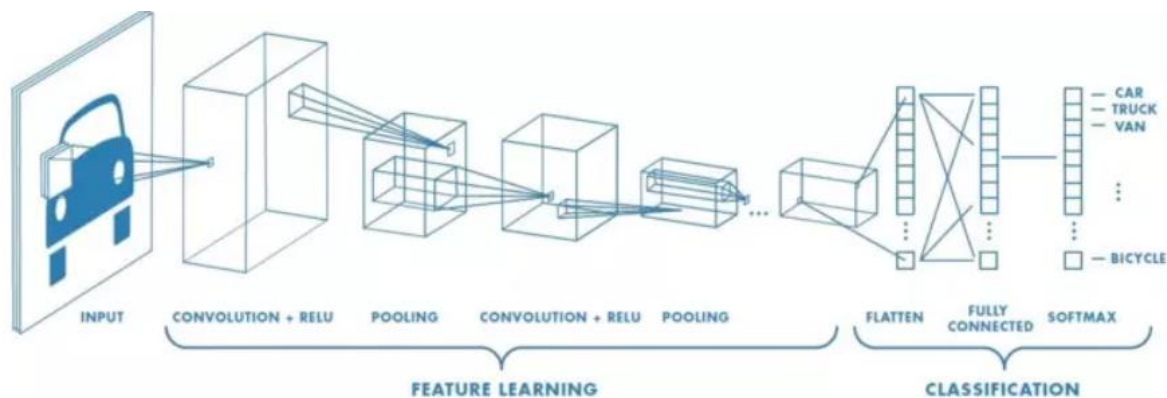 CAR
TRUCK
VAN
BICYCLE
INPUT
CONVOLUTION + RELU
POOLING
CONVOLUTION + RELU
POOLING
FLATTEN
FULLY
CONNECTED
SOFTMAX
FEATURE LEARNING
CLASSIFICATION